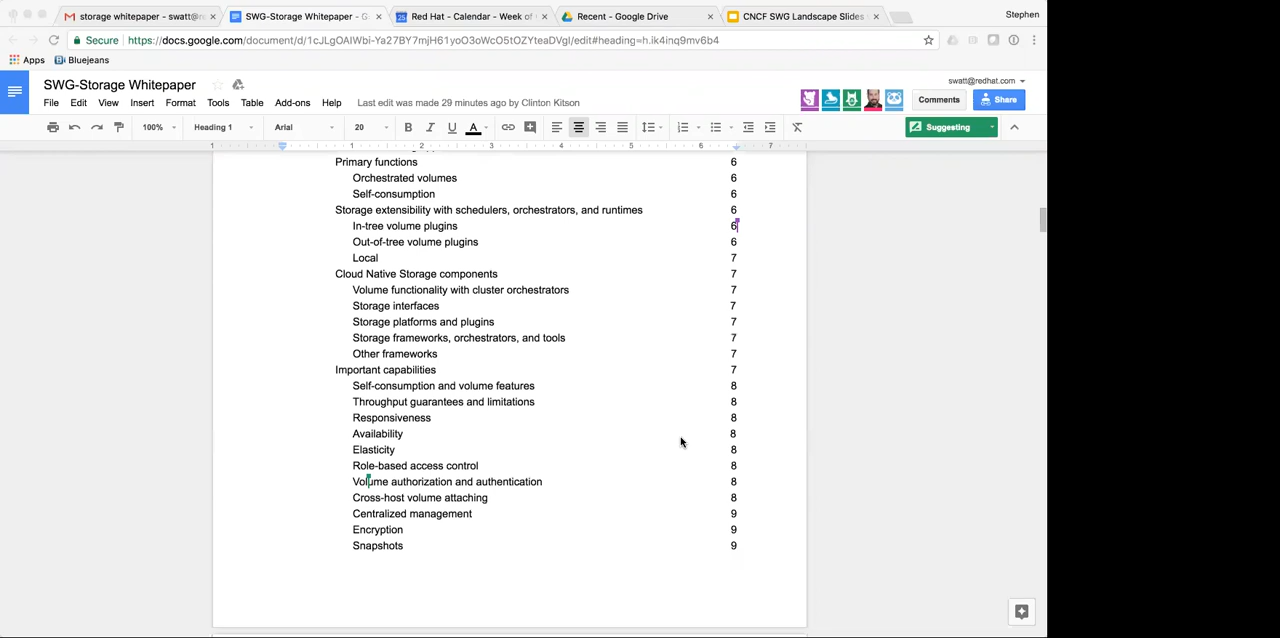 storage whitepaper - swatt@r
SWG-Storage Whitepaper - G
Red Hat - Calendar - Week of
Recent - Google Drive
CNCF SWG Landscape Slides
Stephen
Secure
https://docs.google.com/document/d/1cJLgOAIWbi-Ya27BY7mjH61yoO3oWcO5tOZYteaDVgI/edit#heading=h.ik4inq9mv6b4
Apps
Bluejeans
SWG-Storage Whitepaper
swatt@redhat.com
File Edit View Insert Format Tools Table Add-ons Help Last edit was made 29 minutes ago by Clinton Kitson
Comments
Share
100% Heading 1 Arial 20 B I U A
Suggesting
1 1 2 3 4 5 6 7
Primary functions 6
Orchestrated volumes 6
Self-consumption 6
Storage extensibility with schedulers, orchestrators, and runtimes 6
In-tree volume plugins 6
Out-of-tree volume plugins 6
Local 7
Cloud Native Storage components 7
Volume functionality with cluster orchestrators 7
Storage interfaces 7
Storage platforms and plugins 7
Storage frameworks, orchestrators, and tools 7
Other frameworks 7
Important capabilities 7
Self-consumption and volume features 8
Throughput guarantees and limitations 8
Responsiveness 8
Availability 8
Elasticity 8
Role-based access control 8
Volume authorization and authentication 8
Cross-host volume attaching 8
Centralized management 9
Encryption 9
Snapshots 9